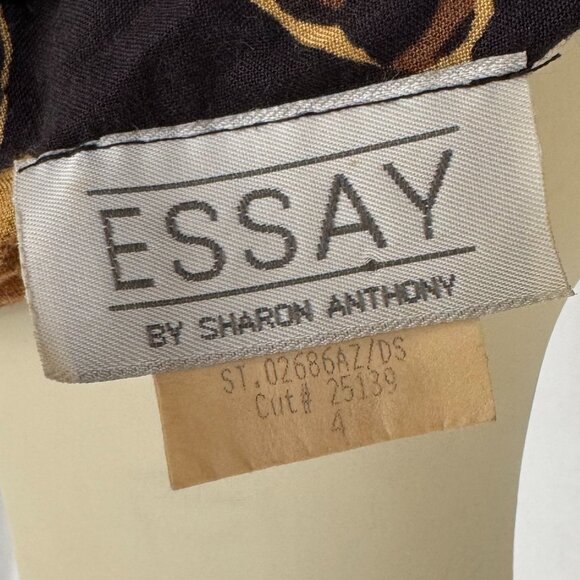 ESSAY
BY SHARON ANTHONY
ST.02686AZ/DS
Cut# 25139
4